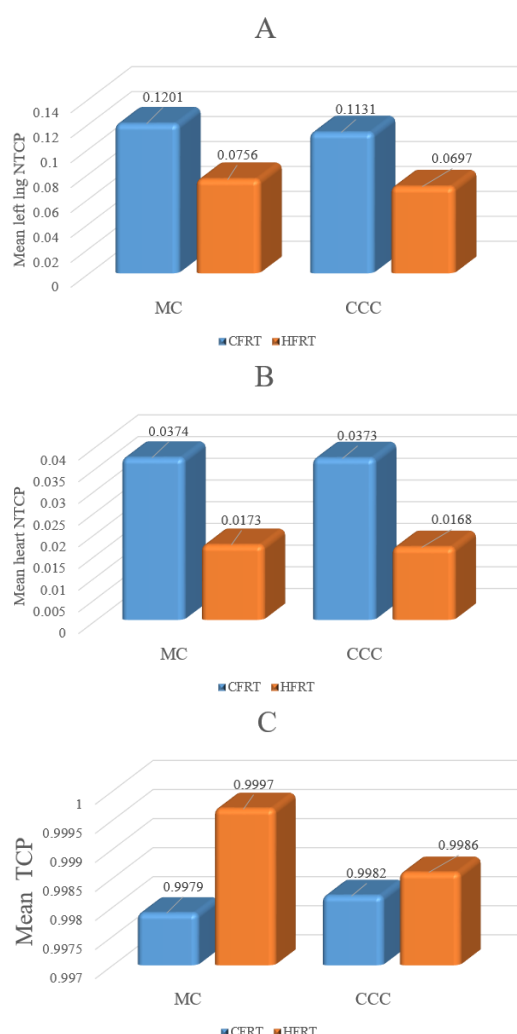 A
0.1201
0.1131
0.14
0.12
0.0756
0.0697
0.1
0.08
0.06
0.04
0.02
0
Mean left lng NTCP
MC
CCC
CFRT HFRT
B
0.0374
0.0373
0.04
0.035
0.03
0.0173
0.0168
0.025
0.02
0.015
0.01
0.005
0
Mean heart NTCP
MC
CCC
CFRT HFRT
C
0.9997
1
0.9986
0.9995
0.9979
0.9982
0.999
0.9985
0.998
0.9975
0.997
Mean TCP
MC
CCC
CFRT HFRT